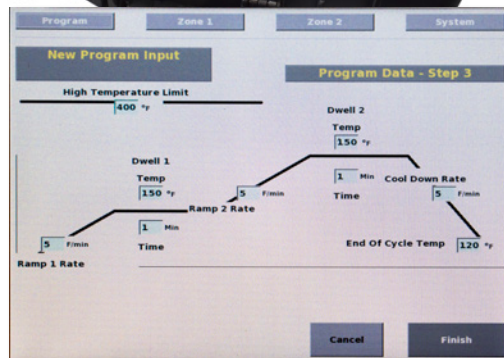 Program
Zone 1
Zone 2
System
New Program Input
Program Data - Step 3
High Temperature Limit
400 °F
Dwell 2
Temp
150 °F
Dwell 1
Temp
150 °F
1 Min
Time
Cool Down Rate
5 F/min
5 F/min
Ramp 2 Rate
1 Min
Time
5 F/min
Ramp 1 Rate
End Of Cycle Temp 120 °F
Cancel
Finish